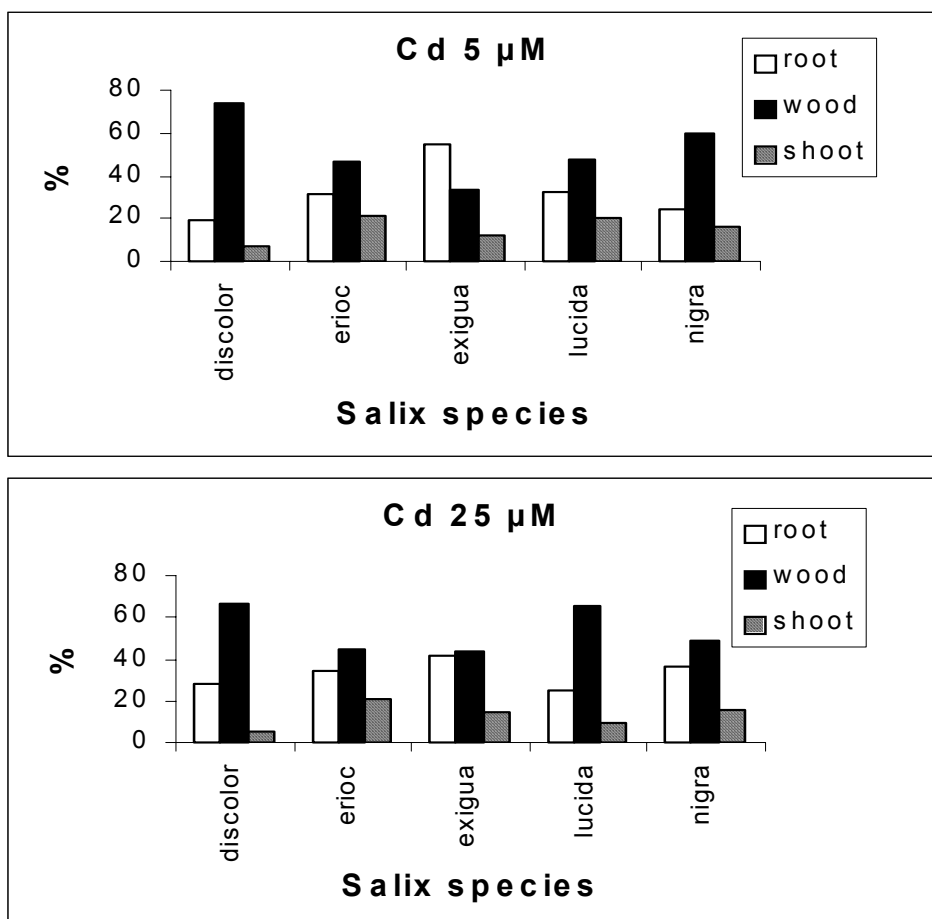 Cd 5 µM
root
wood
shoot
%
80
60
40
20
0
discolor
erioc
exigua
lucida
nigra
Salix species
Cd 25 µM
root
wood
shoot
%
80
60
40
20
0
discolor
erioc
exigua
lucida
nigra
Salix species